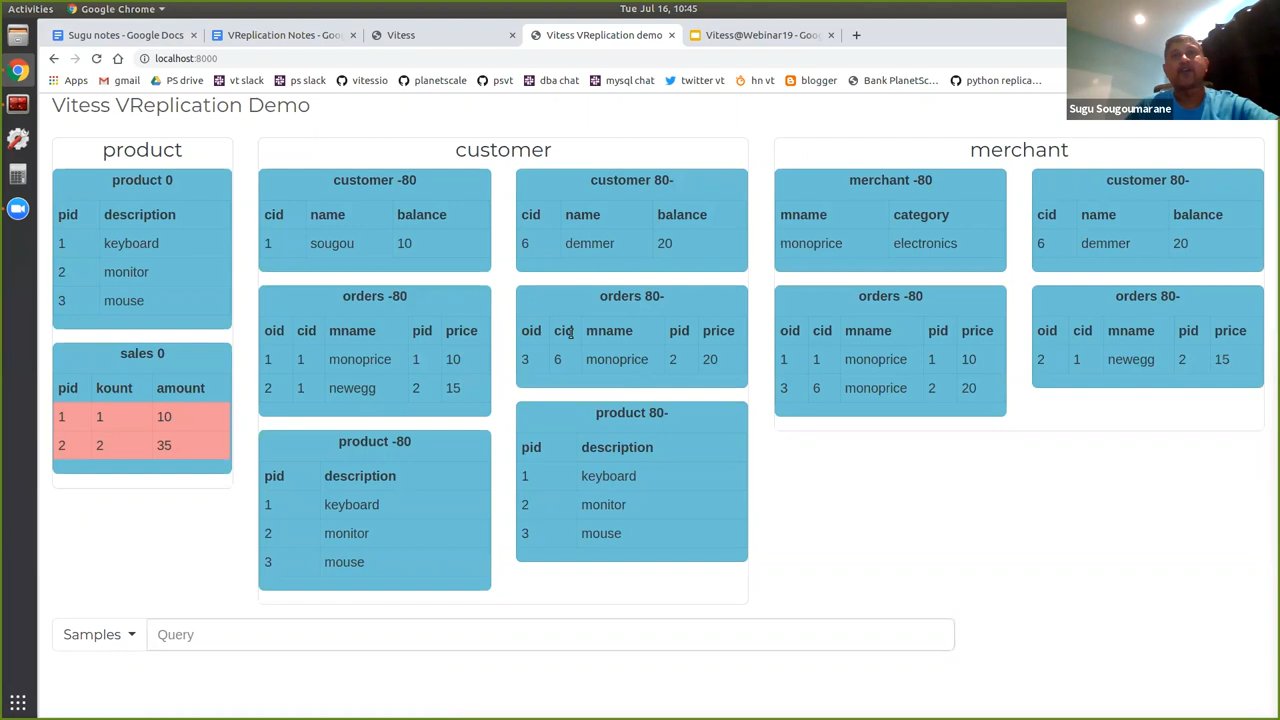 Activities
Google Chrome
Tue Jul 16, 10:45
Sugu notes - Google Docs
VReplication Notes - Goog
Vitess
Vitess VReplication demo
Vitess@Webinar19 - Google
localhost:8000
Apps
gmail
PS drive
vt slack
ps slack
vitessio
planetscale
psvt
dba chat
mysql chat
twitter vt
hn vt
blogger
Bank PlanetSc...
python replica...
Sugu Sougoumarane
Vitess VReplication Demo
product
product 0
pid description
1 keyboard
2 monitor
3 mouse
sales 0
pid kount amount
1 1 10
2 2 35
customer
customer -80
cid name balance
1 sougou 10
orders -80
oid cid mname pid price
1 1 monoprice 1 10
2 1 newegg 2 15
product -80
pid description
1 keyboard
2 monitor
3 mouse
customer 80-
cid name balance
6 demmer 20
orders 80-
oid cid mname pid price
3 6 monoprice 2 20
product 80-
pid description
1 keyboard
2 monitor
3 mouse
merchant
merchant -80
mname category
monoprice electronics
orders -80
oid cid mname pid price
1 1 monoprice 1 10
3 6 monoprice 2 20
customer 80-
cid name balance
6 demmer 20
orders 80-
oid cid mname pid price
2 1 newegg 2 15
Samples
Query